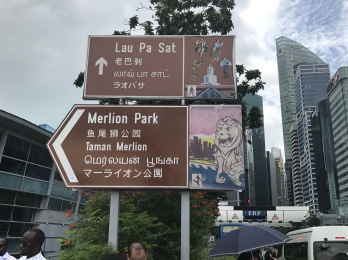 Lau Pa Sat
老巴刹
லாவ் பா சாட்
ラオパサ
Merlion Park
鱼尾狮公园
Taman Merlion
மெர்லயன் பூங்கா
マーライオン公園
ERP